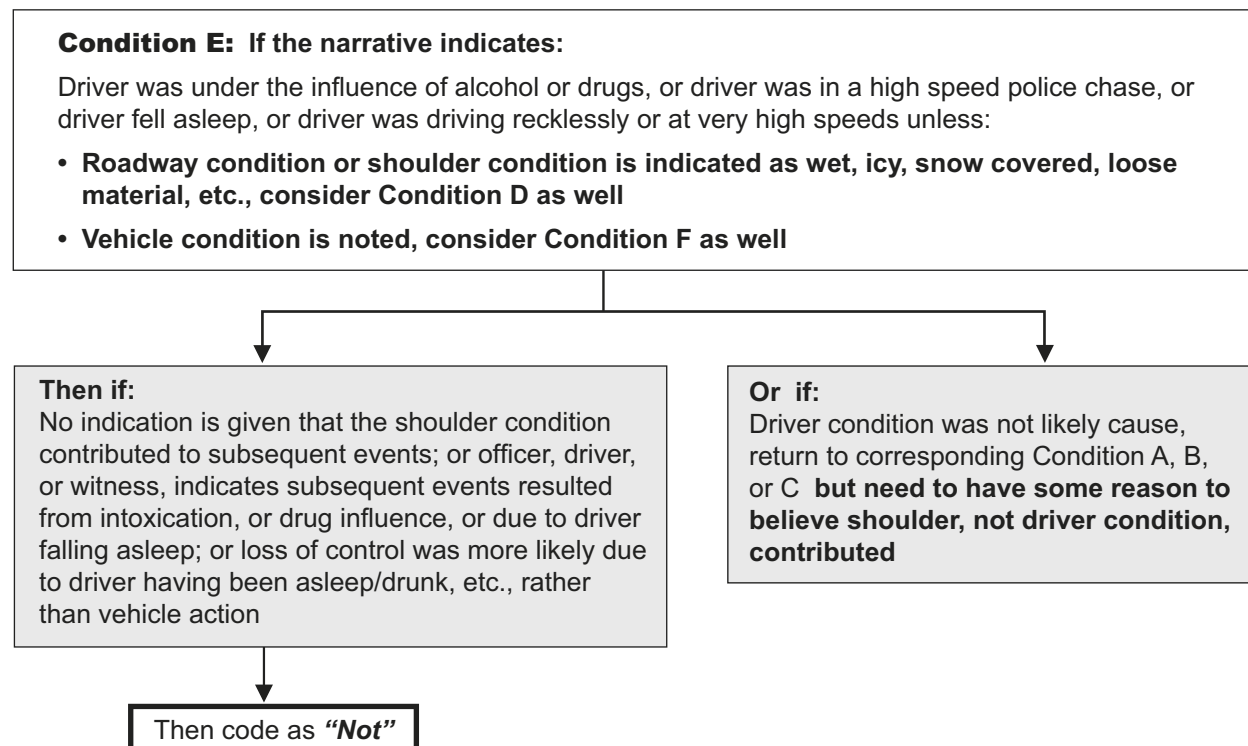 Condition E: If the narrative indicates:
Driver was under the influence of alcohol or drugs, or driver was in a high speed police chase, or
driver fell asleep, or driver was driving recklessly or at very high speeds unless:
• Roadway condition or shoulder condition is indicated as wet, icy, snow covered, loose
material, etc., consider Condition D as well
• Vehicle condition is noted, consider Condition F as well
Then if:
No indication is given that the shoulder condition
contributed to subsequent events; or officer, driver,
or witness, indicates subsequent events resulted
from intoxication, or drug influence, or due to driver
falling asleep; or loss of control was more likely due
to driver having been asleep/drunk, etc., rather
than vehicle action
Or if:
Driver condition was not likely cause,
return to corresponding Condition A, B,
or C but need to have some reason to
believe shoulder, not driver condition,
contributed
Then code as “Not”